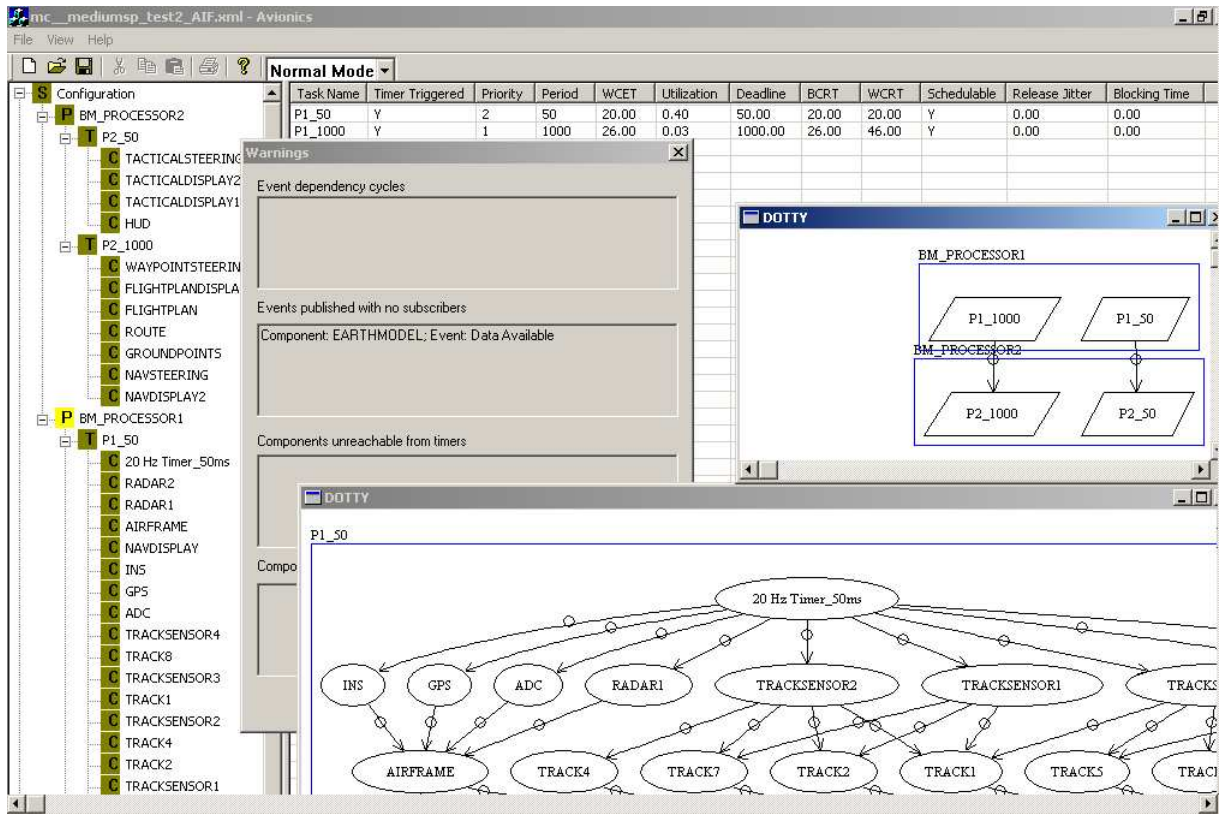 mc__mediumsp_test2_AIF.xml - Avionics
File View Help
Normal Mode
Configuration
BM_PROCESSOR2
P2_50
TACTICALSTEERING
TACTICALDISPLAY2
TACTICALDISPLAY1
HUD
P2_1000
WAYPOINTSTEERIN
FLIGHTPLANDISPLA
FLIGHTPLAN
ROUTE
GROUNDPOINTS
NAVSTEERING
NAVDISPLAY2
BM_PROCESSOR1
P1_50
20 Hz Timer_50ms
RADAR2
RADAR1
AIRFRAME
NAVDISPLAY
INS
GPS
ADC
TRACKSENSOR4
TRACK8
TRACKSENSOR3
TRACK1
TRACKSENSOR2
TRACK4
TRACK2
TRACKSENSOR1
Task Name Timer Triggered Priority Period WCET Utilization Deadline BCRT WCRT Schedulable Release Jitter Blocking Time
P1_50 Y 2 50 20.00 0.40 50.00 20.00 20.00 Y 0.00 0.00
P1_1000 Y 1 1000 26.00 0.03 1000.00 26.00 46.00 Y 0.00 0.00
Warnings
Event dependency cycles
Events published with no subscribers
Component: EARTHMODEL; Event: Data Available
Components unreachable from timers
Compo
DOTTY
BM_PROCESSOR1
P1_1000 P1_50
BM_PROCESSOR2
P2_1000 P2_50
DOTTY
P1_50
20 Hz Timer_50ms
INS GPS ADC RADAR1 TRACKSENSOR2 TRACKSENSOR1 TRACKS
AIRFRAME TRACK4 TRACK7 TRACK2 TRACK1 TRACK5 TRACK